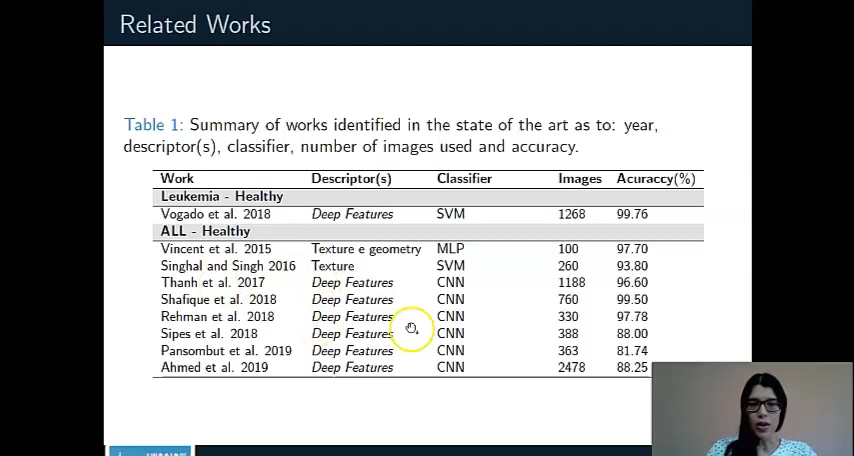 Related Works
Table 1: Summary of works identified in the state of the art as to: year,
descriptor(s), classifier, number of images used and accuracy.
Work Descriptor(s) Classifier Images Acuraccy(%)
Leukemia - Healthy
Vogado et al. 2018 Deep Features SVM 1268 99.76
ALL - Healthy
Vincent et al. 2015 Texture e geometry MLP 100 97.70
Singhal and Singh 2016 Texture SVM 260 93.80
Thanh et al. 2017 Deep Features CNN 1188 96.60
Shafique et al. 2018 Deep Features CNN 760 99.50
Rehman et al. 2018 Deep Features CNN 330 97.78
Sipes et al. 2018 Deep Features CNN 388 88.00
Pansombut et al. 2019 Deep Features CNN 363 81.74
Ahmed et al. 2019 Deep Features CNN 2478 88.25